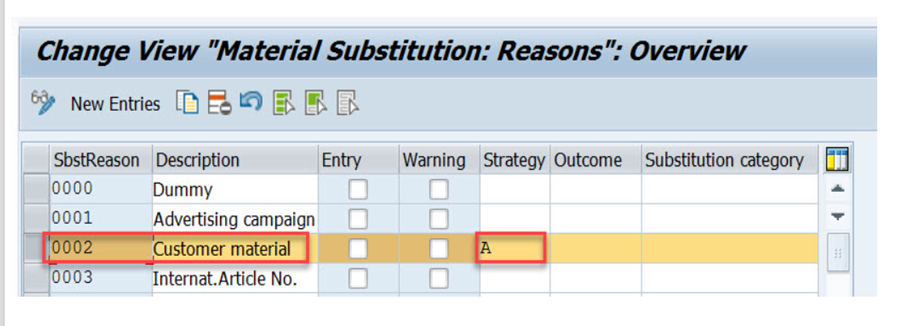 Change View "Material Substitution: Reasons": Overview
New Entries
SbstReason Description Entry Warning Strategy Outcome Substitution category
0000 Dummy
0001 Advertising campaign
0002 Customer material A
0003 Internat.Article No.